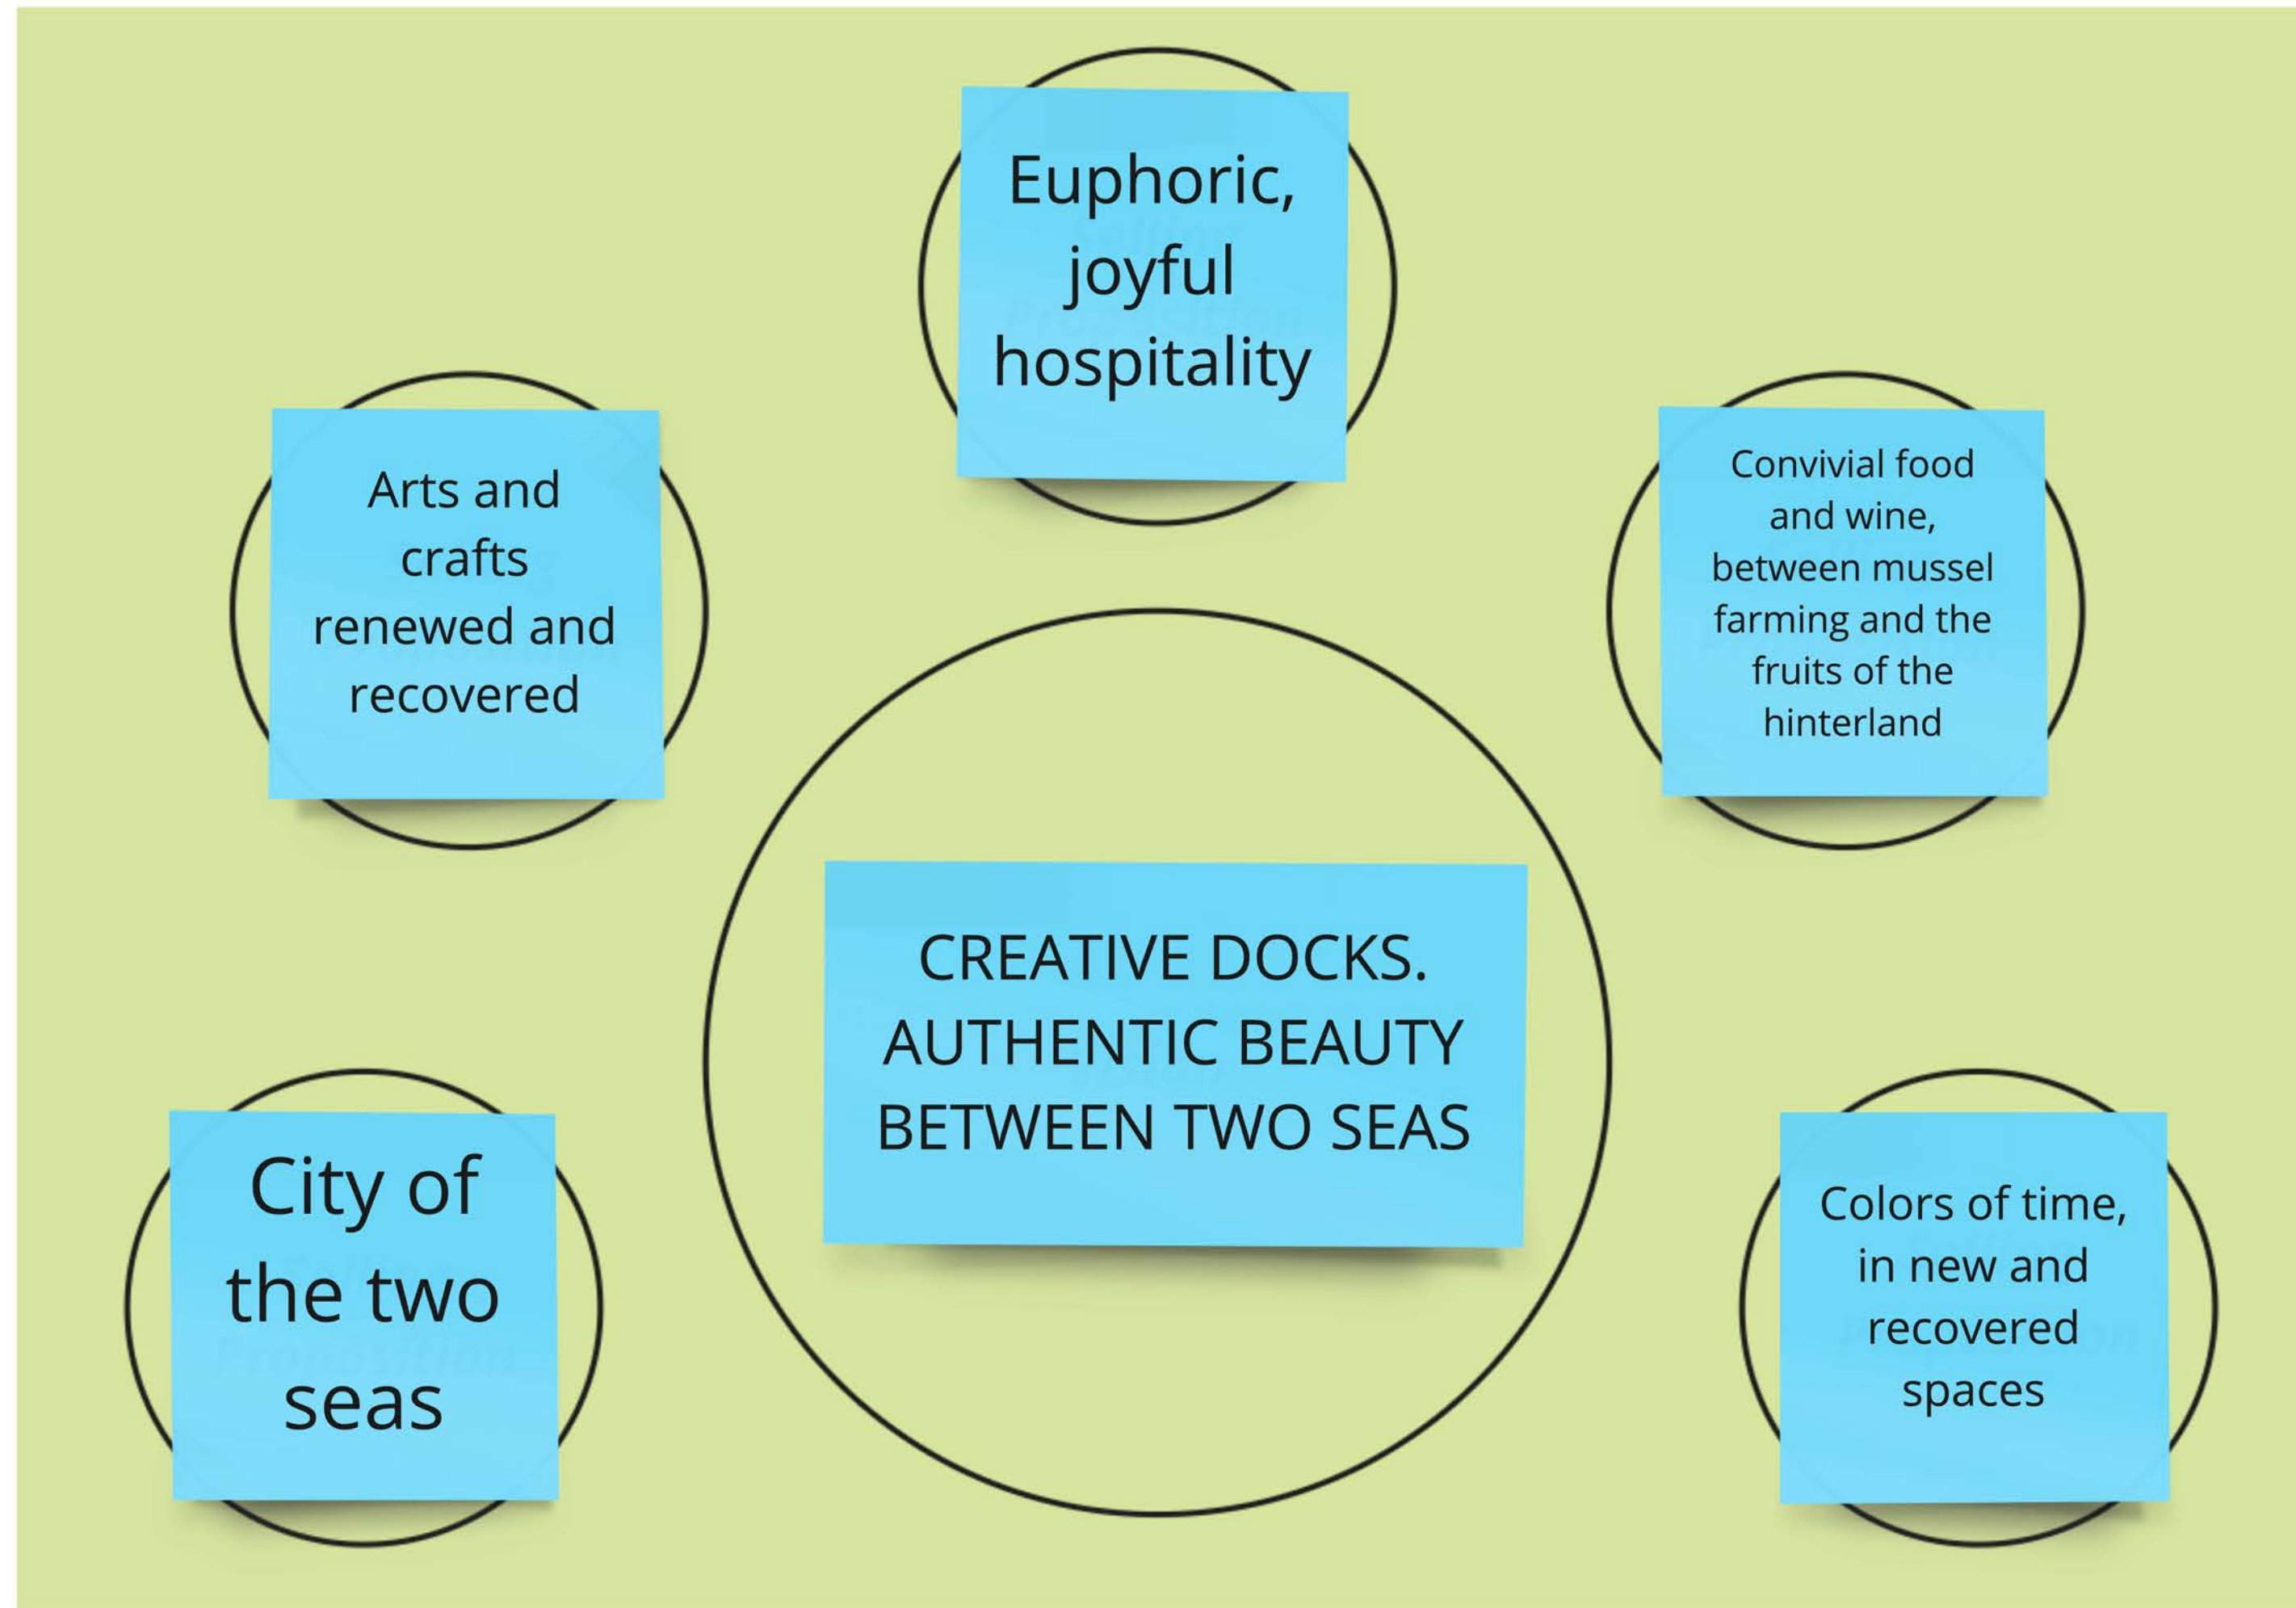 Euphoric,
joyful
hospitality
Arts and
crafts
renewed and
recovered
Convivial food
and wine,
between mussel
farming and the
fruits of the
hinterland
CREATIVE DOCKS.
AUTHENTIC BEAUTY
BETWEEN TWO SEAS
City of
the two
seas
Colors of time,
in new and
recovered
spaces